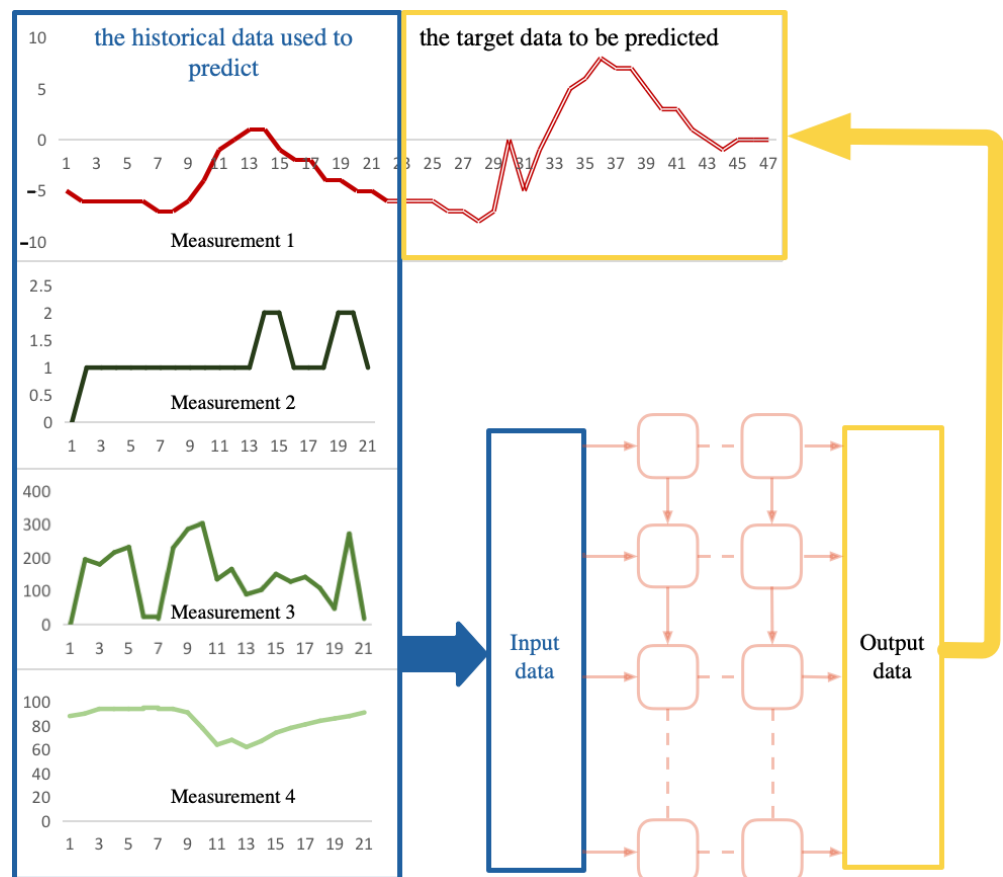 the historical data used to
predict
the target data to be predicted
10
5
0
-5
-10
1 3 5 7 9 11 13 15 17 19 21 23 25 27 29 31 33 35 37 39 41 43 45 47
Measurement 1
2.5
2
1.5
1
0.5
0
Measurement 2
1 3 5 7 9 11 13 15 17 19 21
400
300
200
100
0
Measurement 3
1 3 5 7 9 11 13 15 17 19 21
100
80
60
40
20
0
Measurement 4
1 3 5 7 9 11 13 15 17 19 21
Input
data
Output
data